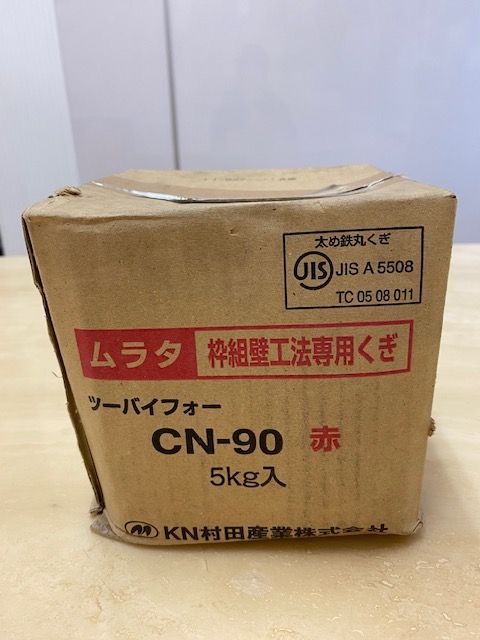 太め鉄丸くぎ
JIS JIS A 5508
TC 05 08 011
ムラタ 枠組壁工法専用くぎ
ツーバイフォー
CN-90 赤
5kg入
KN村田産業株式会社